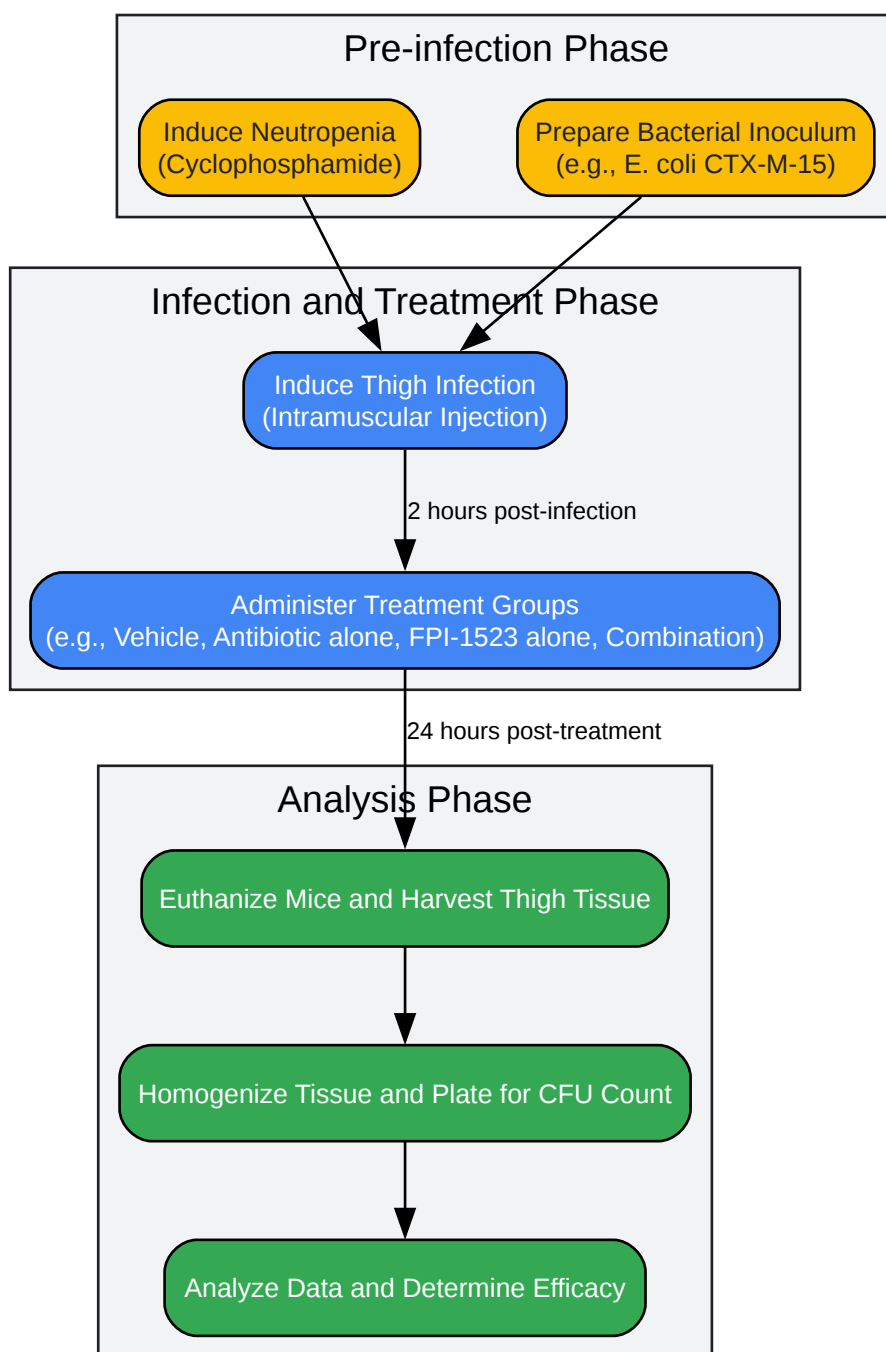 Pre-infection Phase
Induce Neutropenia
(Cyclophosphamide)
Prepare Bacterial Inoculum
(e.g., E. coli CTX-M-15)
Infection and Treatment Phase
Induce Thigh Infection
(Intramuscular Injection)
2 hours post-infection
Administer Treatment Groups
(e.g., Vehicle, Antibiotic alone, FPI-1523 alone, Combination)
24 hours post-treatment
Analysis Phase
Euthanize Mice and Harvest Thigh Tissue
Homogenize Tissue and Plate for CFU Count
Analyze Data and Determine Efficacy